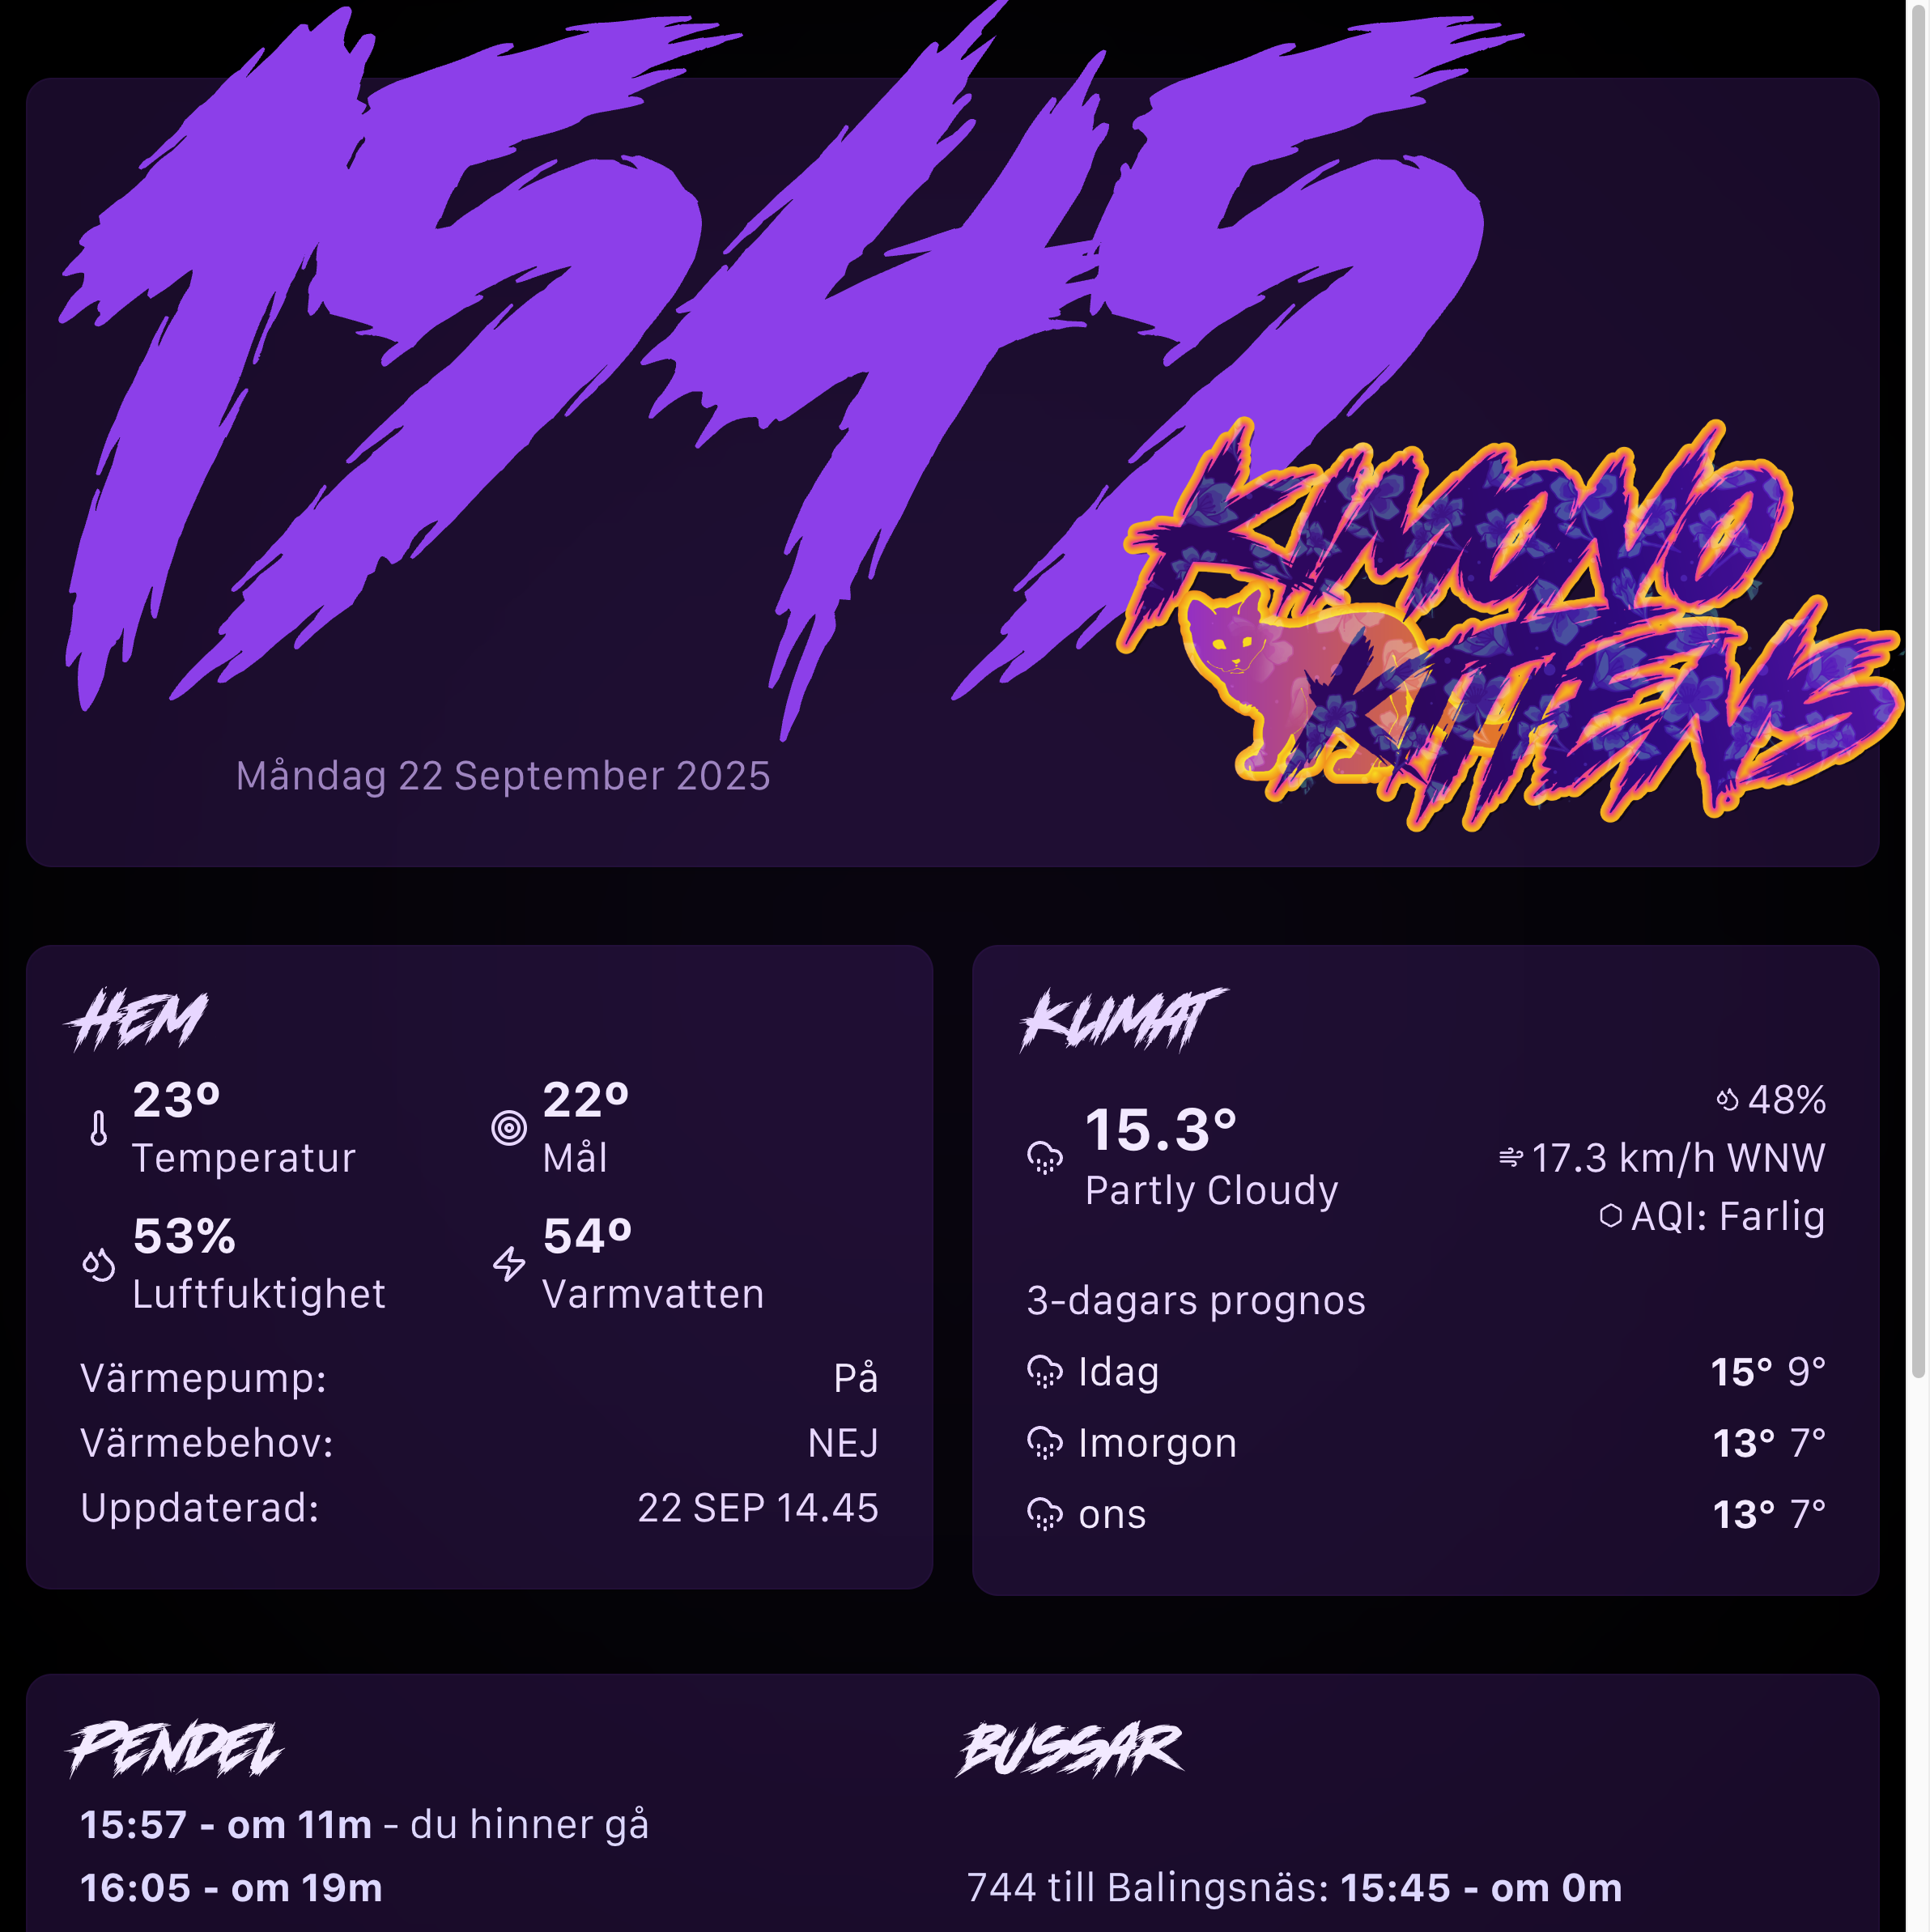 1545
KIMONO
KITTENS
Måndag 22 September 2025
HEM
23º
Temperatur
22º
Mål
53%
Luftfuktighet
54º
Varmvatten
Värmepump: På
Värmebehov: NEJ
Uppdaterad: 22 SEP 14.45
KLIMAT
15.3°
Partly Cloudy
48%
17.3 km/h WNW
AQI: Farlig
3-dagars prognos
Idag 15° 9°
Imorgon 13° 7°
ons 13° 7°
PENDEL
15:57 - om 11m - du hinner gå
16:05 - om 19m
BUSSAR
744 till Balingsnäs: 15:45 - om 0m